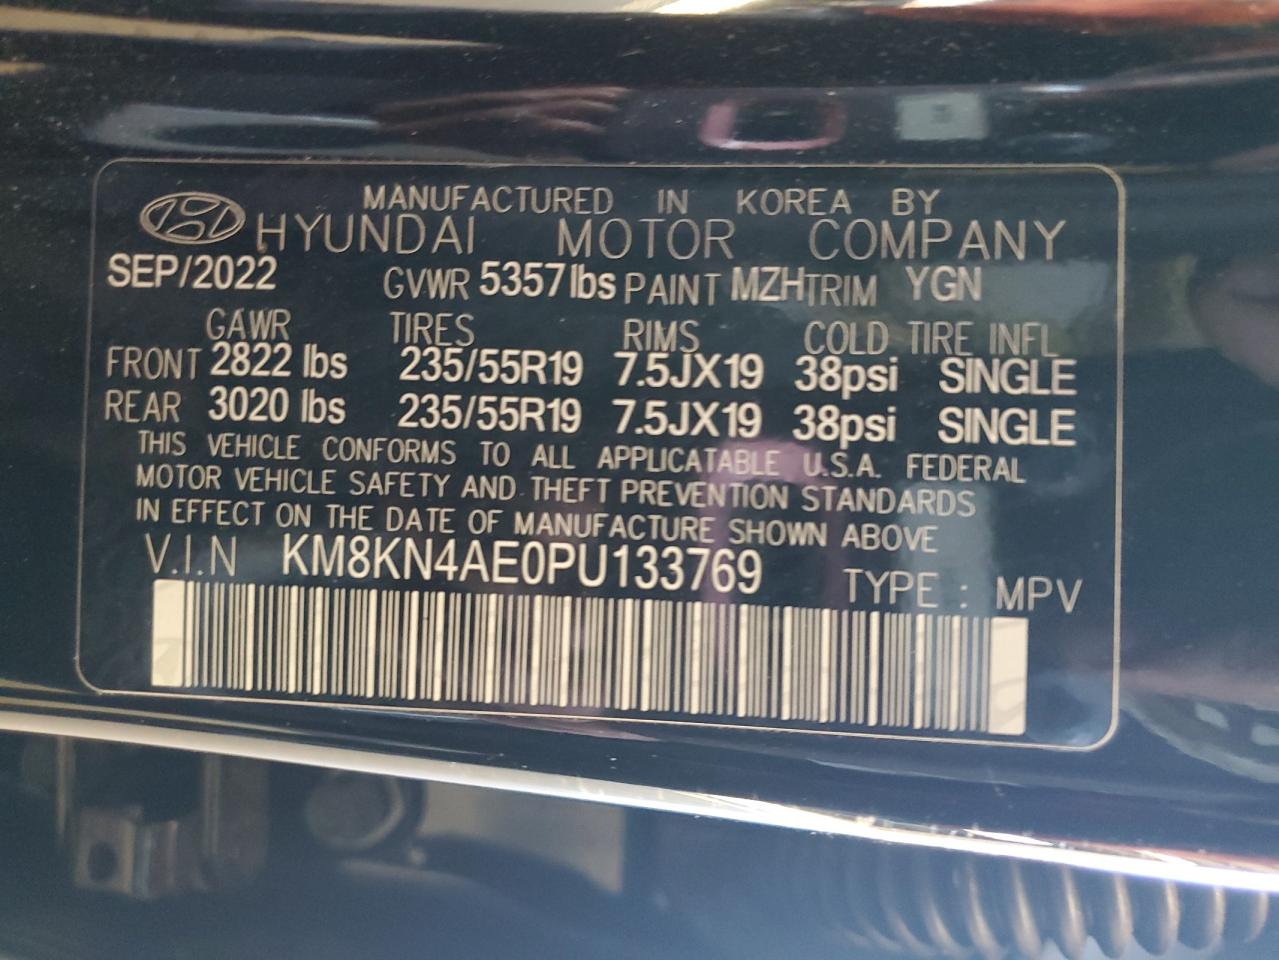 MANUFACTURED IN KOREA BY
HYUNDAI MOTOR COMPANY
SEP/2022 GVWR 5357lbs PAINT MZH TRIM YGN
GAWR TIRES RIMS COLD TIRE INFL
FRONT 2822 lbs 235/55R19 7.5JX19 38psi SINGLE
REAR 3020 lbs 235/55R19 7.5JX19 38psi SINGLE
THIS VEHICLE CONFORMS TO ALL APPLICATABLE U.S.A. FEDERAL
MOTOR VEHICLE SAFETY AND THEFT PREVENTION STANDARDS
IN EFFECT ON THE DATE OF MANUFACTURE SHOWN ABOVE
V.I.N KM8KN4AE0PU133769 TYPE : MPV